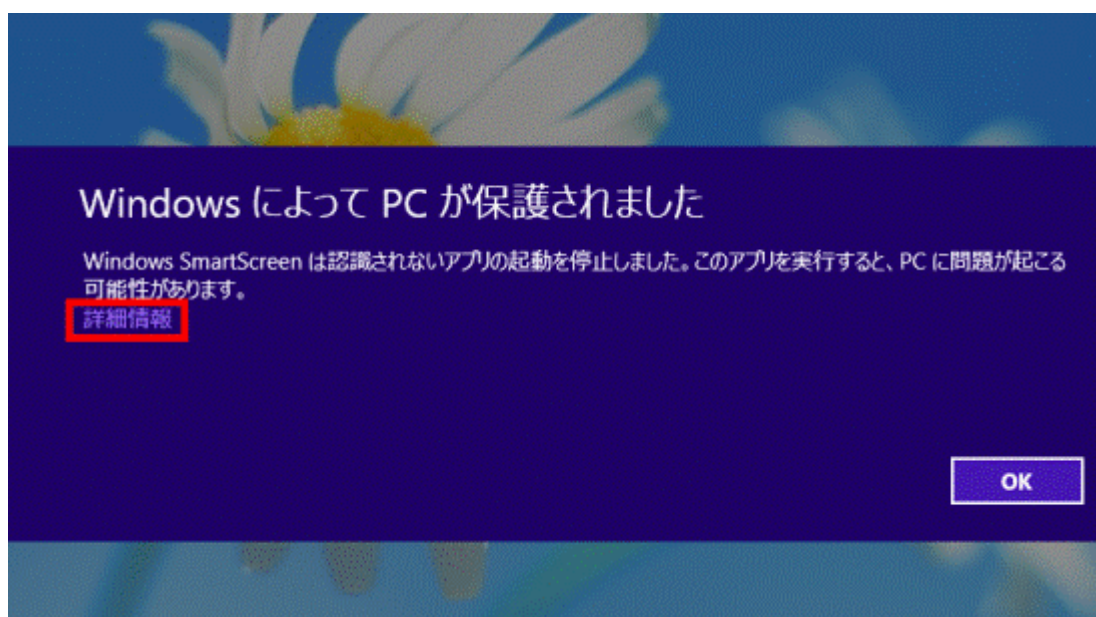 Windows によって PC が保護されました
Windows SmartScreen は認識されないアプリの起動を停止しました。このアプリを実行すると、PC に問題が起こる
可能性があります。
詳細情報
OK